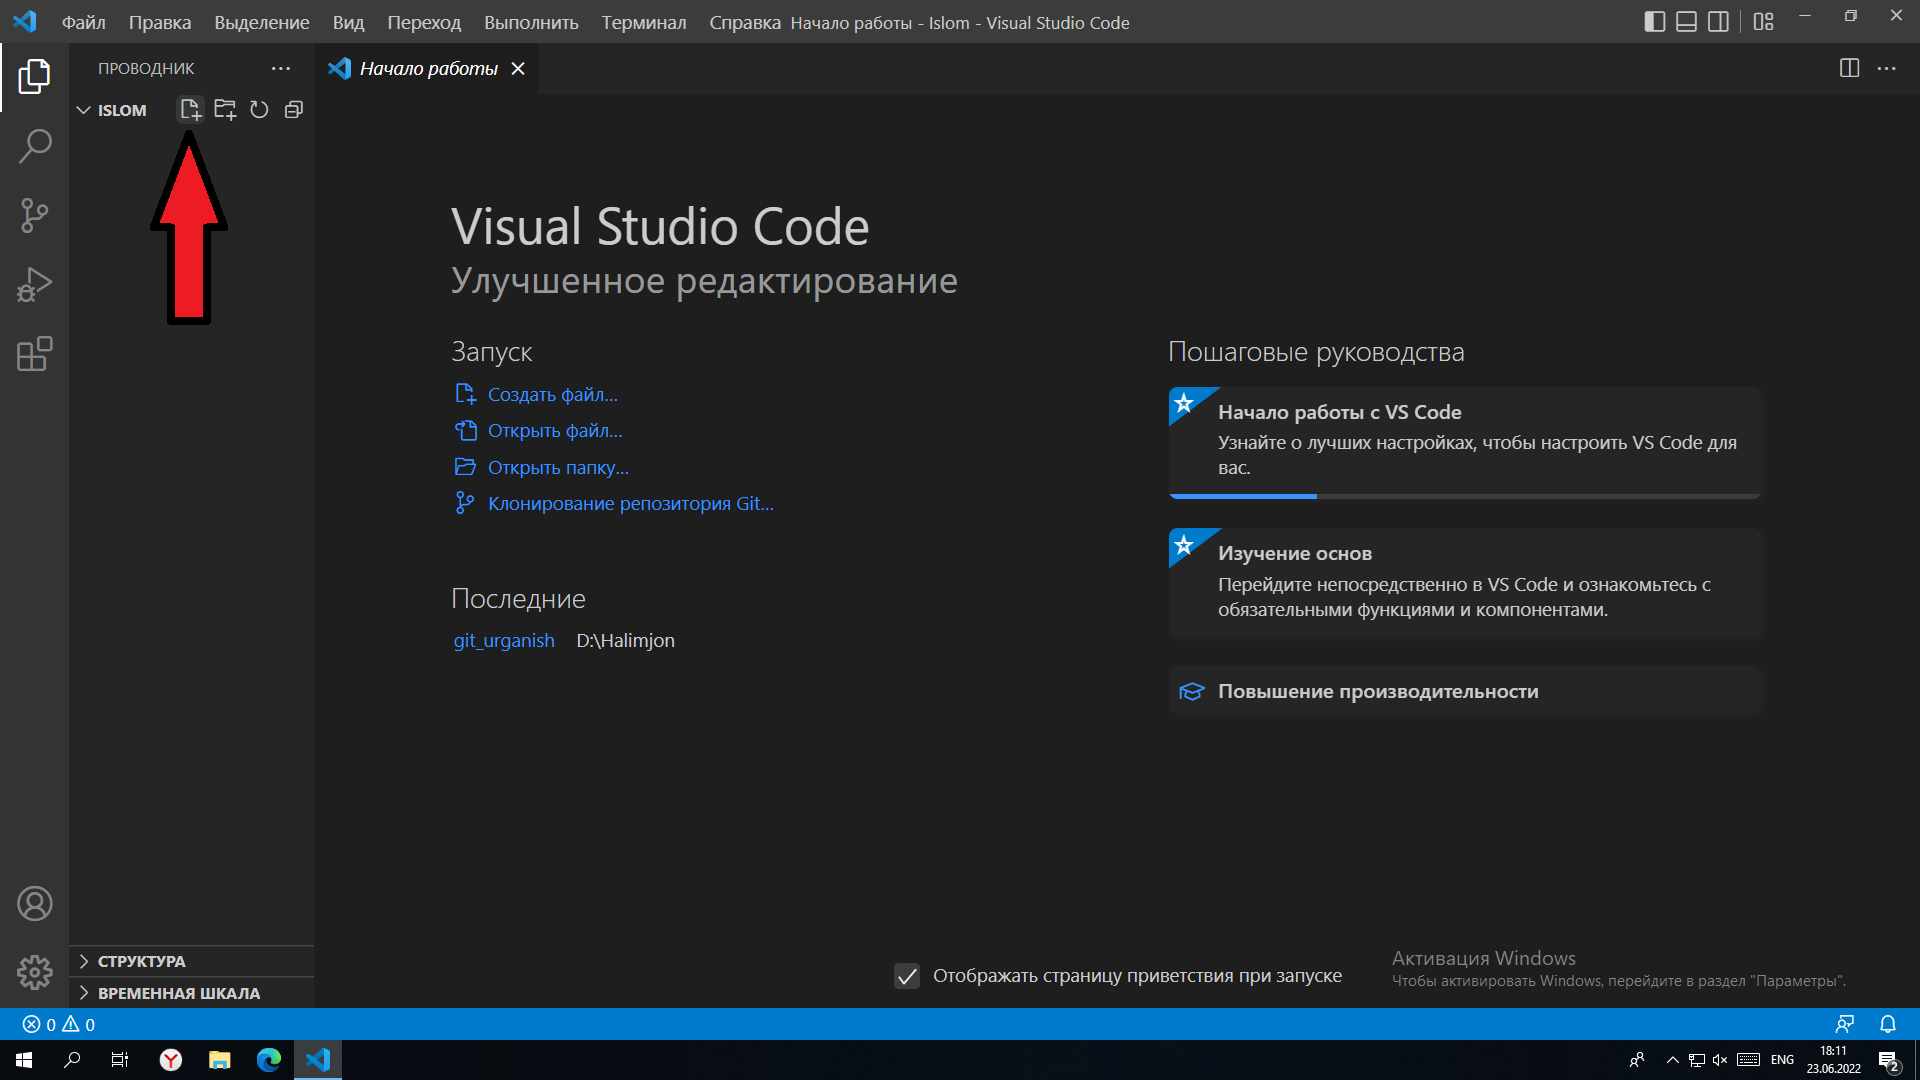 Файл Правка Выделение Вид Переход Выполнить Терминал Справка Начало работы - Islom - Visual Studio Code
ПРОВОДНИК
Начало работы
ISLOM
Visual Studio Code
Улучшенное редактирование
Запуск
Создать файл...
Открыть файл...
Открыть папку...
Клонирование репозитория Git...
Последние
git_urganish D:\Halimjon
Пошаговые руководства
Начало работы с VS Code
Узнайте о лучших настройках, чтобы настроить VS Code для
вас.
Изучение основ
Перейдите непосредственно в VS Code и ознакомьтесь с
обязательными функциями и компонентами.
Повышение производительности
Отображать страницу приветствия при запуске
Активация Windows
Чтобы активировать Windows, перейдите в раздел "Параметры".
СТРУКТУРА
ВРЕМЕННАЯ ШКАЛА
0 0
ENG
18:11
23.06.2022
2